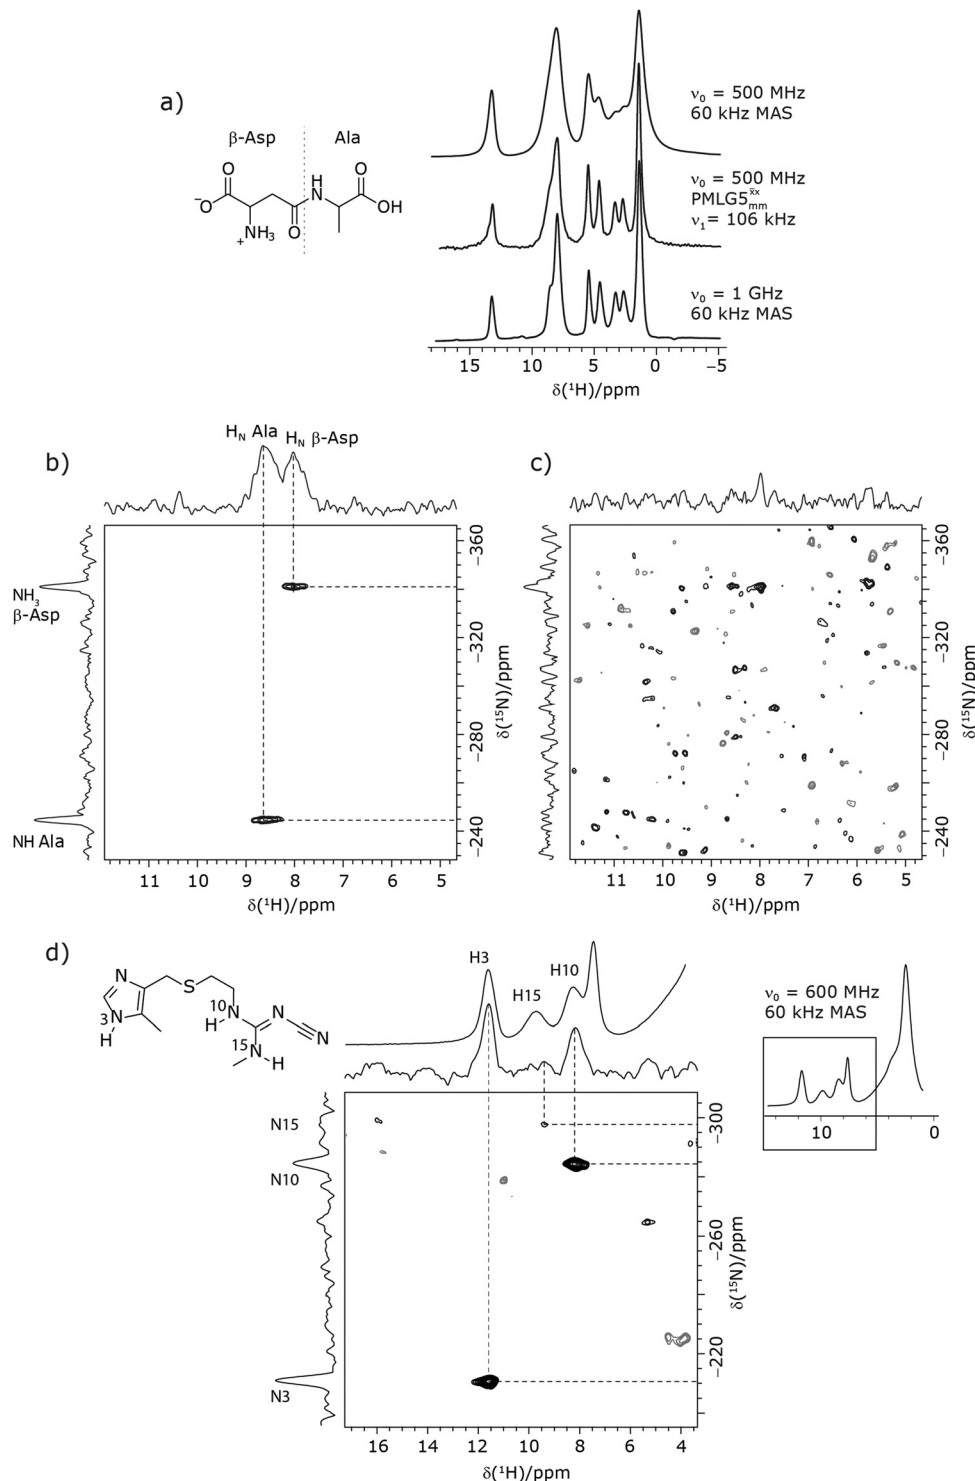 a)
β-Asp
Ala
O
⁻O
NH₃
+
O
H
N
O
OH
ν₀ = 500 MHz
60 kHz MAS
ν₀ = 500 MHz
PMLG5 x̄x mm
ν₁= 106 kHz
ν₀ = 1 GHz
60 kHz MAS
15 10 5 0 −5
δ(¹H)/ppm
b)
H_N Ala
H_N β-Asp
NH₃
β-Asp
NH Ala
−360
−320
−280
−240
δ(¹⁵N)/ppm
11 10 9 8 7 6 5
δ(¹H)/ppm
c)
−360
−320
−280
−240
δ(¹⁵N)/ppm
11 10 9 8 7 6 5
δ(¹H)/ppm
d)
N
3 N
H
S
10
N
H
N
N
15
N
H
H3
H15
H10
ν₀ = 600 MHz
60 kHz MAS
10 0
N15
N10
N3
−300
−260
−220
δ(¹⁵N)/ppm
16 14 12 10 8 6 4
δ(¹H)/ppm